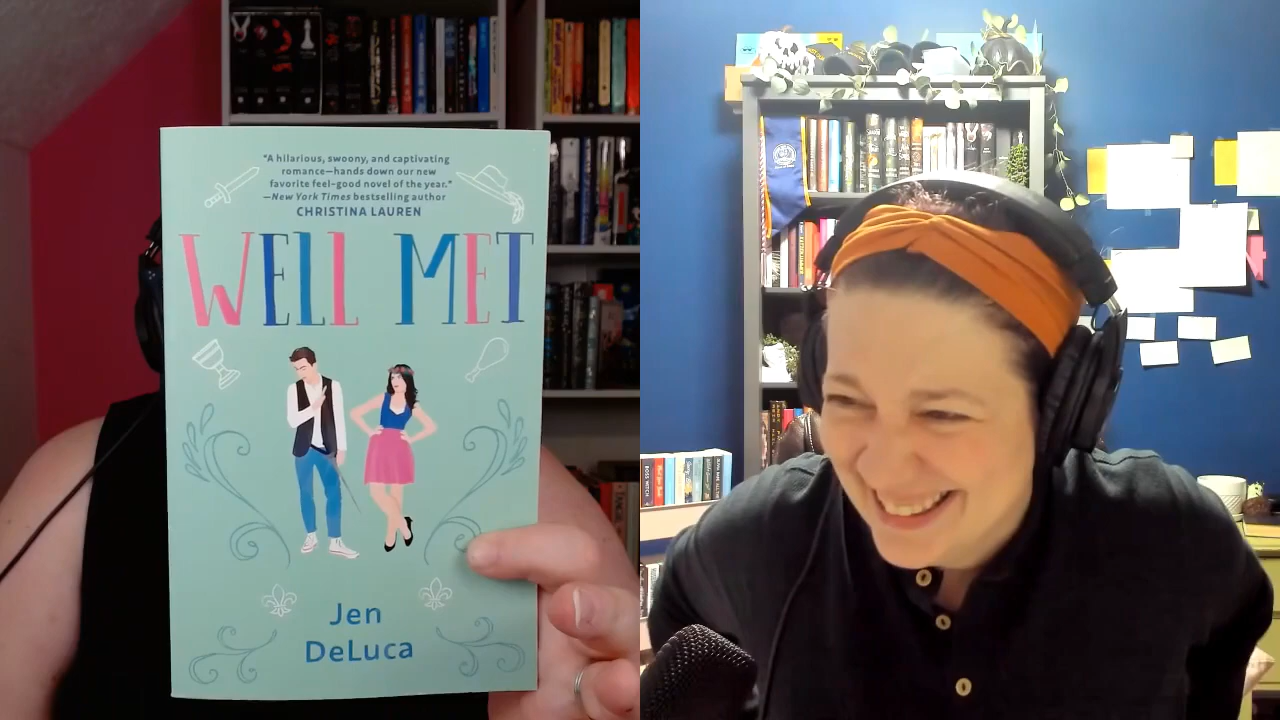 "A hilarious, swoony, and captivating
romance—hands down our new
favorite feel-good novel of the year."
—New York Times bestselling author
CHRISTINA LAUREN
WELL MET
Jen
DeLuca